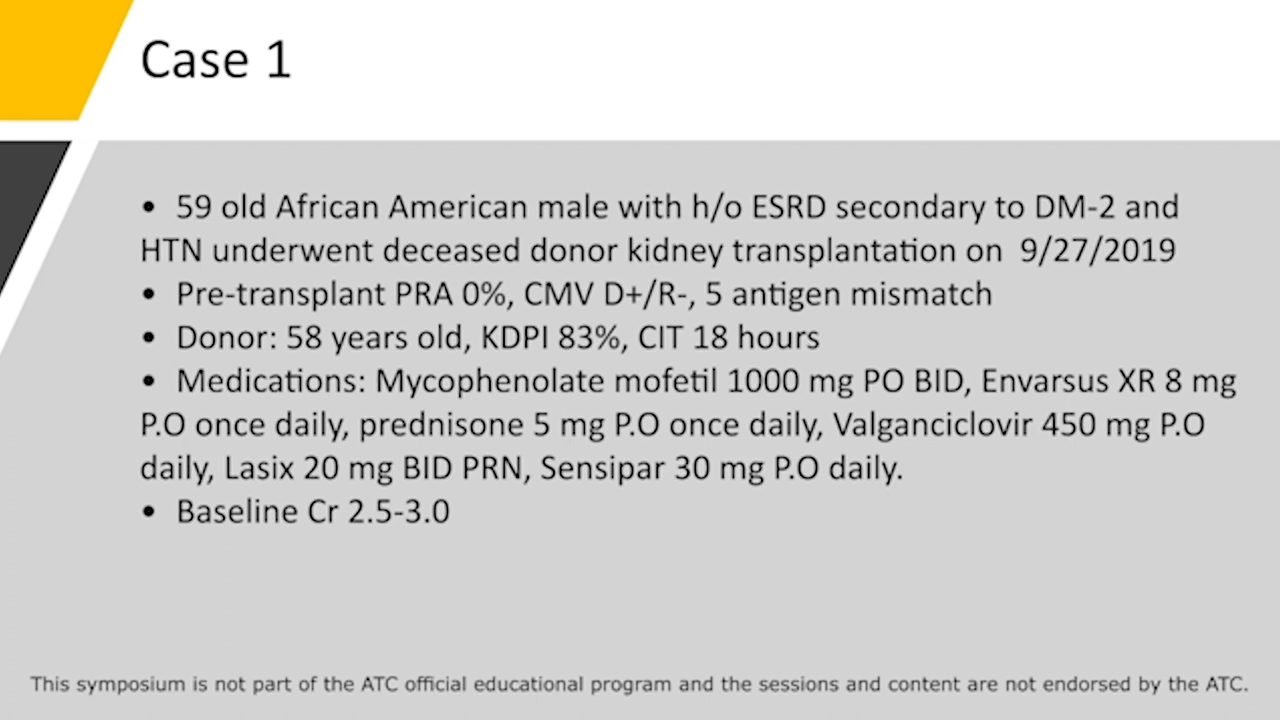 Case 1
• 59 old African American male with h/o ESRD secondary to DM-2 and
HTN underwent deceased donor kidney transplantation on 9/27/2019
• Pre-transplant PRA 0%, CMV D+/R-, 5 antigen mismatch
• Donor: 58 years old, KDPI 83%, CIT 18 hours
• Medications: Mycophenolate mofetil 1000 mg PO BID, Envarsus XR 8 mg
P.O once daily, prednisone 5 mg P.O once daily, Valganciclovir 450 mg P.O
daily, Lasix 20 mg BID PRN, Sensipar 30 mg P.O daily.
• Baseline Cr 2.5-3.0
This symposium is not part of the ATC official educational program and the sessions and content are not endorsed by the ATC.